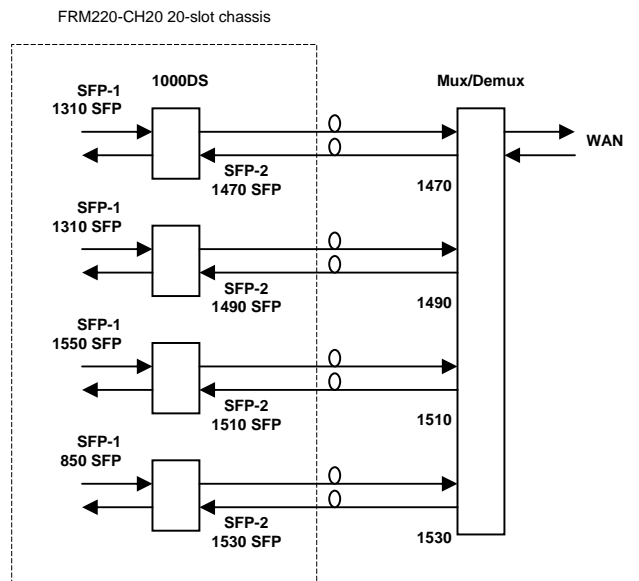 FRM220-CH20 20-slot chassis
1000DS
Mux/Demux
SFP-1
1310 SFP
WAN
SFP-2
1470 SFP
1470
SFP-1
1310 SFP
SFP-2
1490 SFP
1490
SFP-1
1550 SFP
SFP-2
1510 SFP
1510
SFP-1
850 SFP
SFP-2
1530 SFP
1530